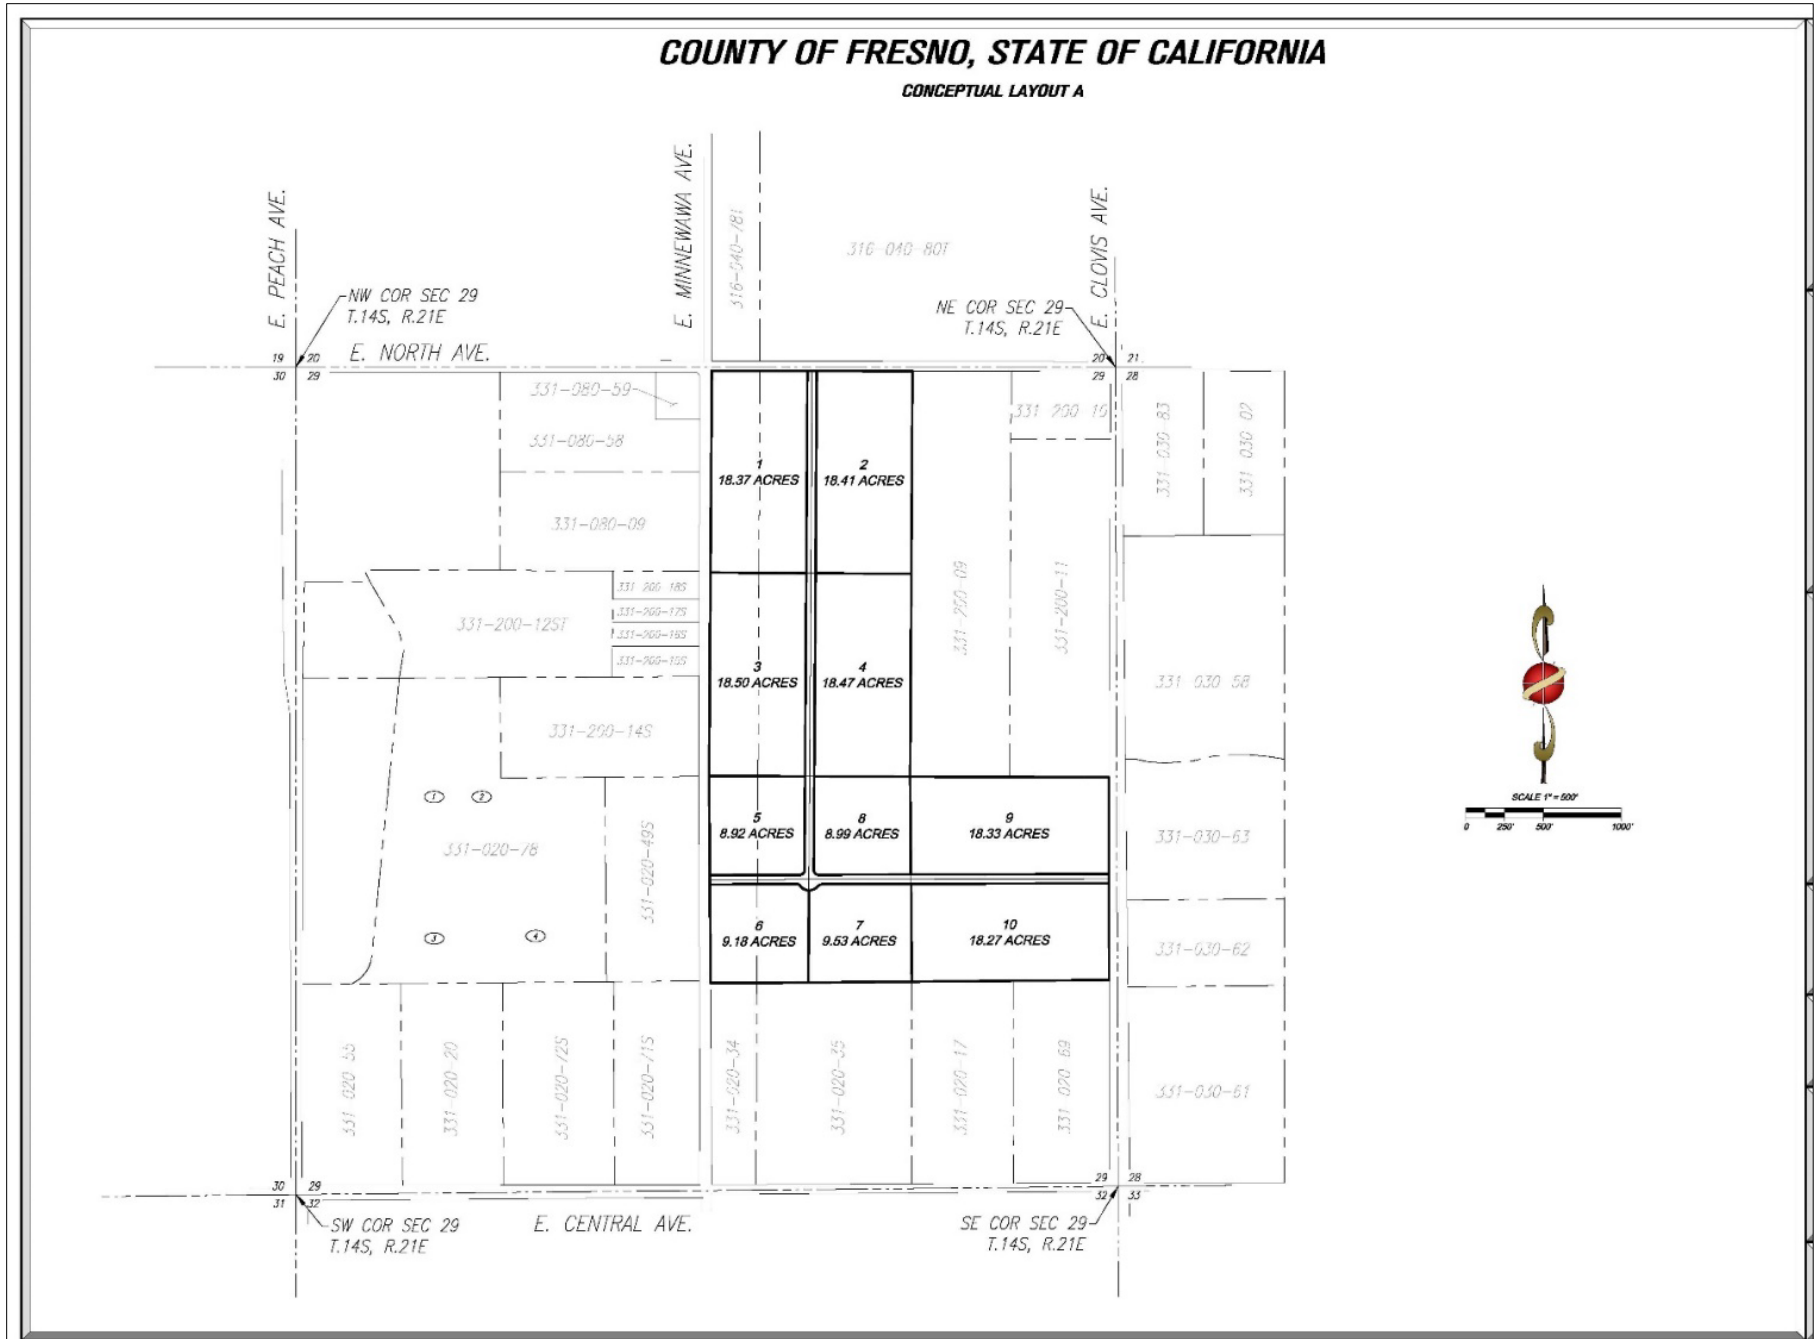 COUNTY OF FRESNO, STATE OF CALIFORNIA
CONCEPTUAL LAYOUT A
E. PEACH AVE.
E. MINNEWAWA AVE.
316-040-781
316-040-80T
E. CLOVIS AVE.
NW COR SEC 29
T.14S, R.21E
NE COR SEC 29
T.14S, R.21E
19 20
30 29
E. NORTH AVE.
20 21
29 28
331-080-59
331-080-58
331-080-09
331 200 10
331-030-83
331 030 02
1
18.37 ACRES
2
18.41 ACRES
331-200-12ST
331 200 18S
331-200-17S
331-200-16S
331-200-15S
3
18.50 ACRES
4
18.47 ACRES
331-200-09
331-200-11
331 030 58
331-200-14S
1
2
331-020-78
331-020-49S
3
4
5
8.92 ACRES
8
8.99 ACRES
9
18.33 ACRES
331-030-63
6
9.18 ACRES
7
9.53 ACRES
10
18.27 ACRES
331-030-62
331 020 55
331-020-20
331-020-72S
331-020-71S
331-020-34
331-020-35
331-020-17
331 020 69
331-030-61
30 29
31 32
29 28
32 33
SW COR SEC 29
T.14S, R.21E
E. CENTRAL AVE.
SE COR SEC 29
T.14S, R.21E
SCALE 1" = 500'
0 250' 500' 1000'